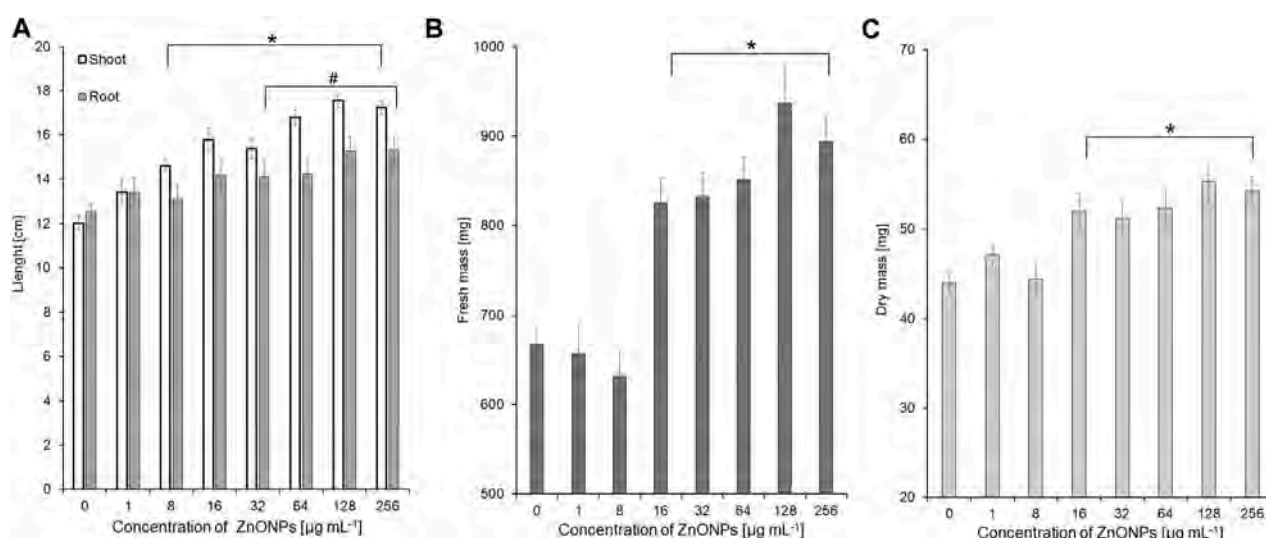 A
20
18
16
14
12
10
8
6
4
2
0
Llenght [cm]
Shoot
Root
*
#
0 1 8 16 32 64 128 256
Concentration of ZnONPs [µg mL⁻¹]
B
1000
900
800
700
600
500
Fresh mass [mg]
*
0 1 8 16 32 64 128 256
Concentration of ZnONPs [µg mL⁻¹]
C
70
60
50
40
30
20
Dry mass [mg]
*
0 1 8 16 32 64 128 256
Concentration of ZnONPs [µg mL⁻¹]